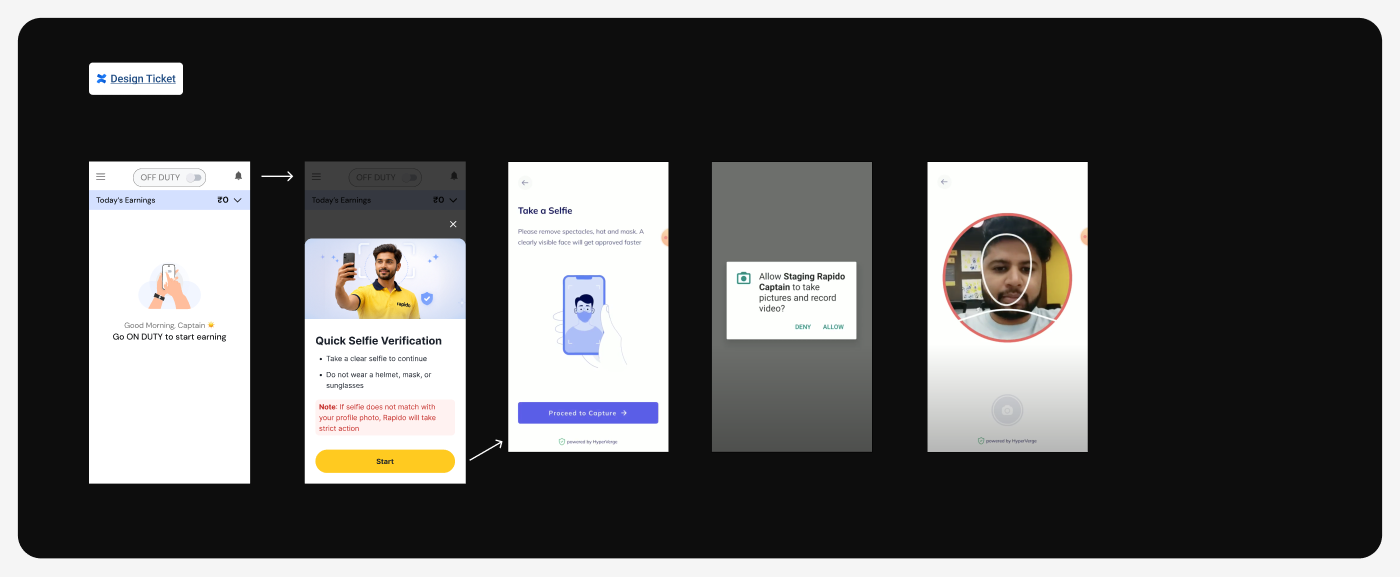 Design Ticket
OFF DUTY
Today's Earnings ₹0
Good Morning, Captain
Go ON DUTY to start earning
OFF DUTY
Today's Earnings ₹0
rapido
Quick Selfie Verification
• Take a clear selfie to continue
• Do not wear a helmet, mask, or
sunglasses
Note: If selfie does not match with
your profile photo, Rapido will take
strict action
Start
Take a Selfie
Please remove spectacles, hat and mask. A
clearly visible face will get approved faster
Proceed to Capture →
powered by HyperVerge
Allow Staging Rapido
Captain to take
pictures and record
video?
DENY ALLOW
powered by HyperVerge